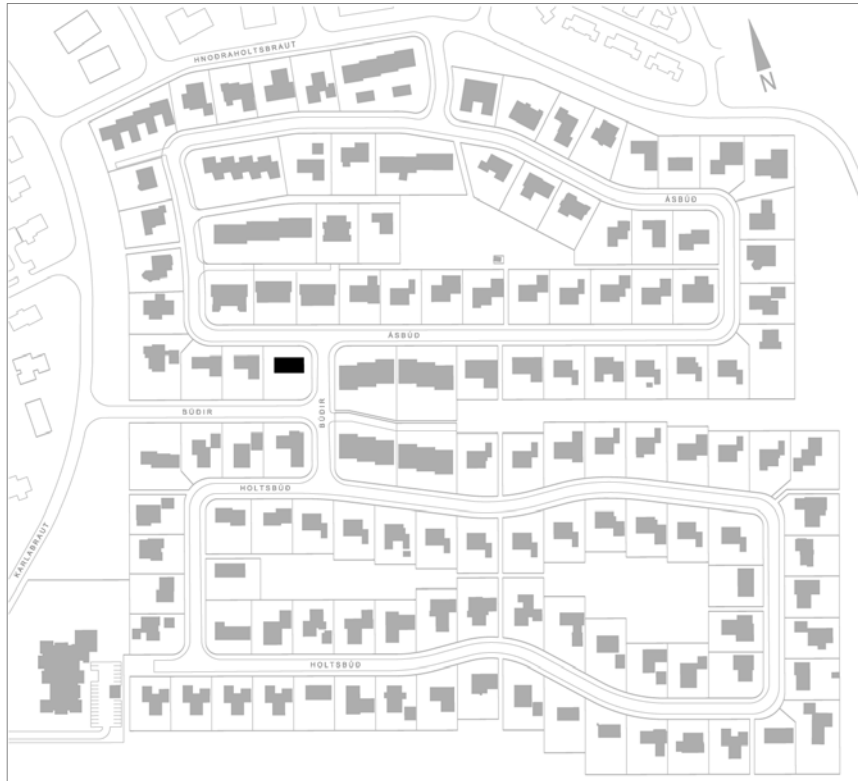 HNOÐRAHOLTSBRAUT
N
ÁSBÚÐ
ÁSBÚÐ
BÚÐIR
BÚÐIR
HOLTSBÚÐ
KARLABRAUT
HOLTSBÚÐ